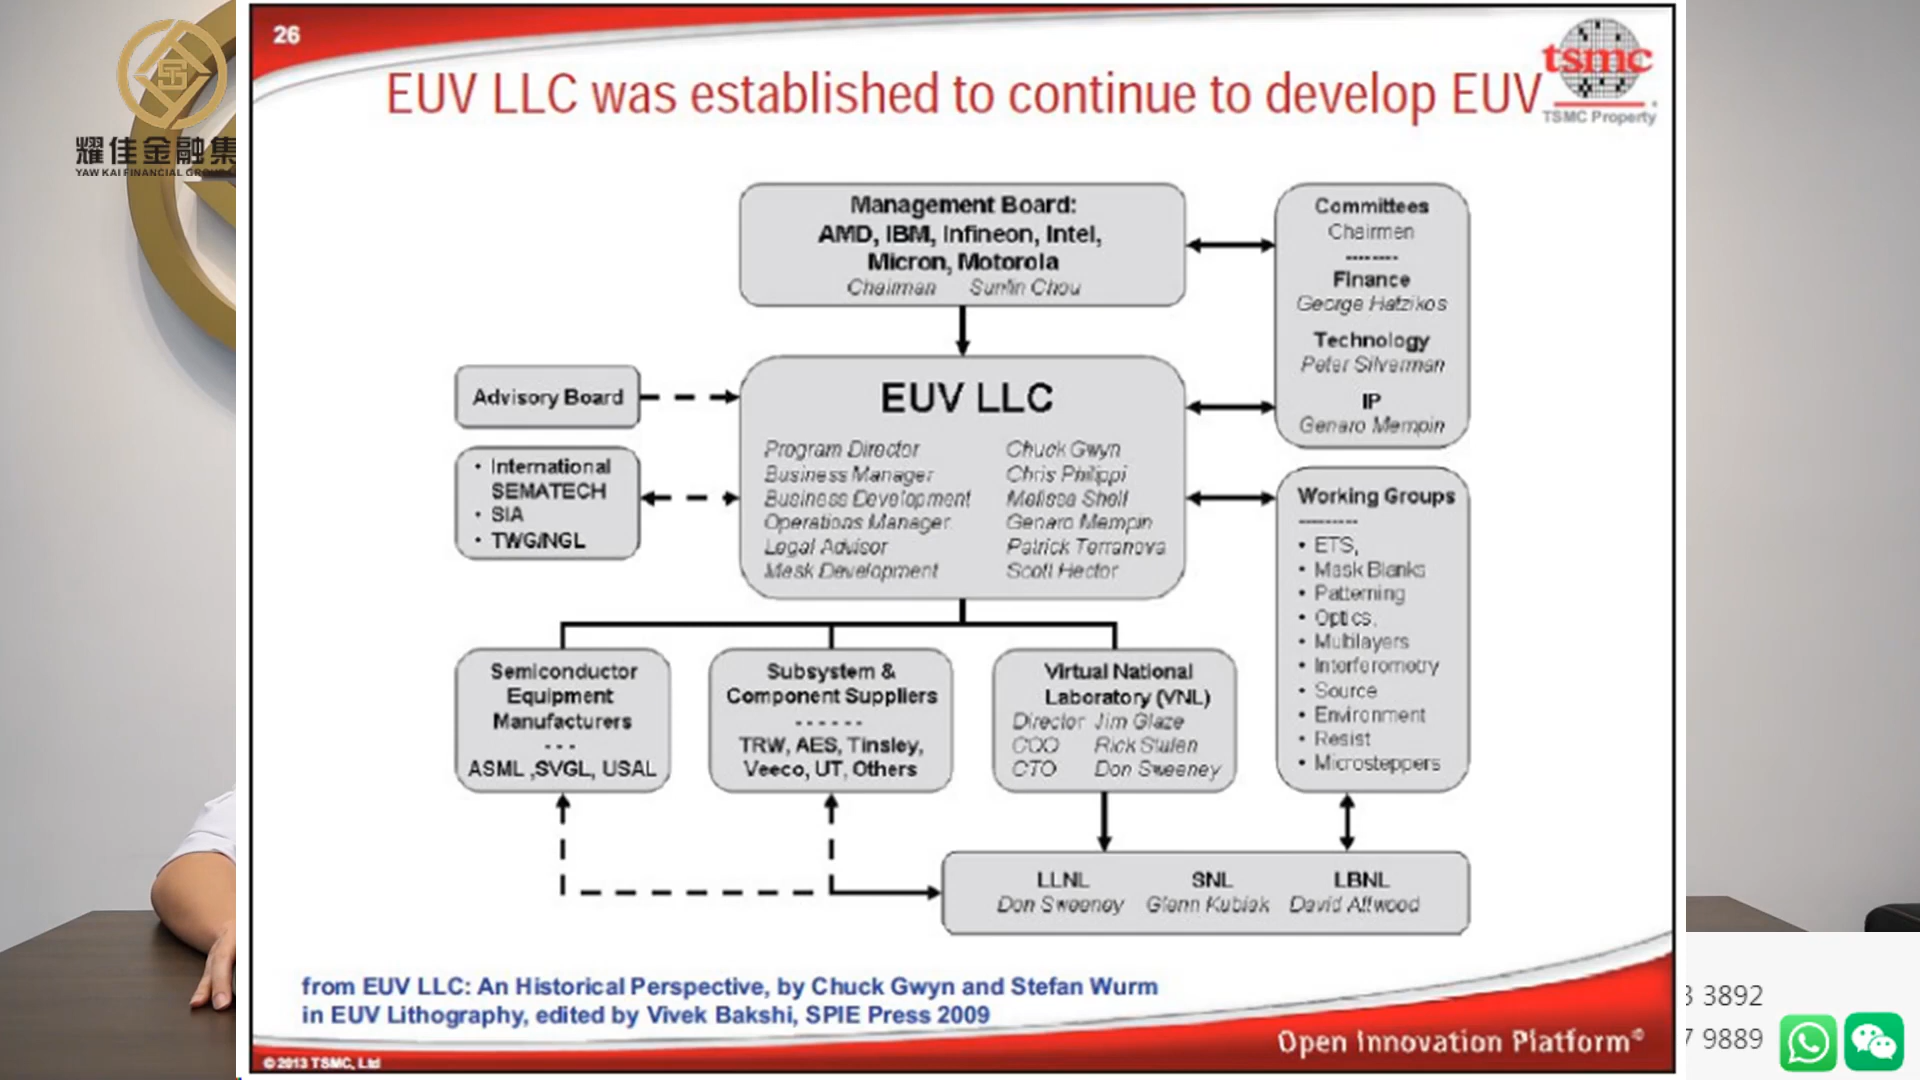 26
耀佳金融集
YAW KAI FINANCIAL GROUP
EUV LLC was established to continue to develop EUV
tsmc
TSMC Property
Management Board:
AMD, IBM, Infineon, Intel,
Micron, Motorola
Chairman Sunlin Chou
Committees
Chairmen
--------
Finance
George Hatzikos
Technology
Peter Silverman
IP
Genaro Mempin
Advisory Board
• International
SEMATECH
• SIA
• TWG/NGL
EUV LLC
Program Director Chuck Gwyn
Business Manager Chris Philippi
Business Development Melissa Shell
Operations Manager Genaro Mempin
Legal Advisor Patrick Terranova
Mask Development Scott Hector
Working Groups
---------
• ETS,
• Mask Blanks
• Patterning
• Optics,
• Multilayers
• Interferometry
• Source
• Environment
• Resist
• Microsteppers
Semiconductor
Equipment
Manufacturers
- - -
ASML ,SVGL, USAL
Subsystem &
Component Suppliers
- - - - - -
TRW, AES, Tinsley,
Veeco, UT, Others
Virtual National
Laboratory (VNL)
Director Jim Glaze
COO Rick Stulen
CTO Don Sweeney
LLNL SNL LBNL
Don Sweeney Glenn Kubiak David Attwood
from EUV LLC: An Historical Perspective, by Chuck Gwyn and Stefan Wurm
in EUV Lithography, edited by Vivek Bakshi, SPIE Press 2009
Open Innovation Platform®
© 2013 TSMC, Ltd
3892
9889